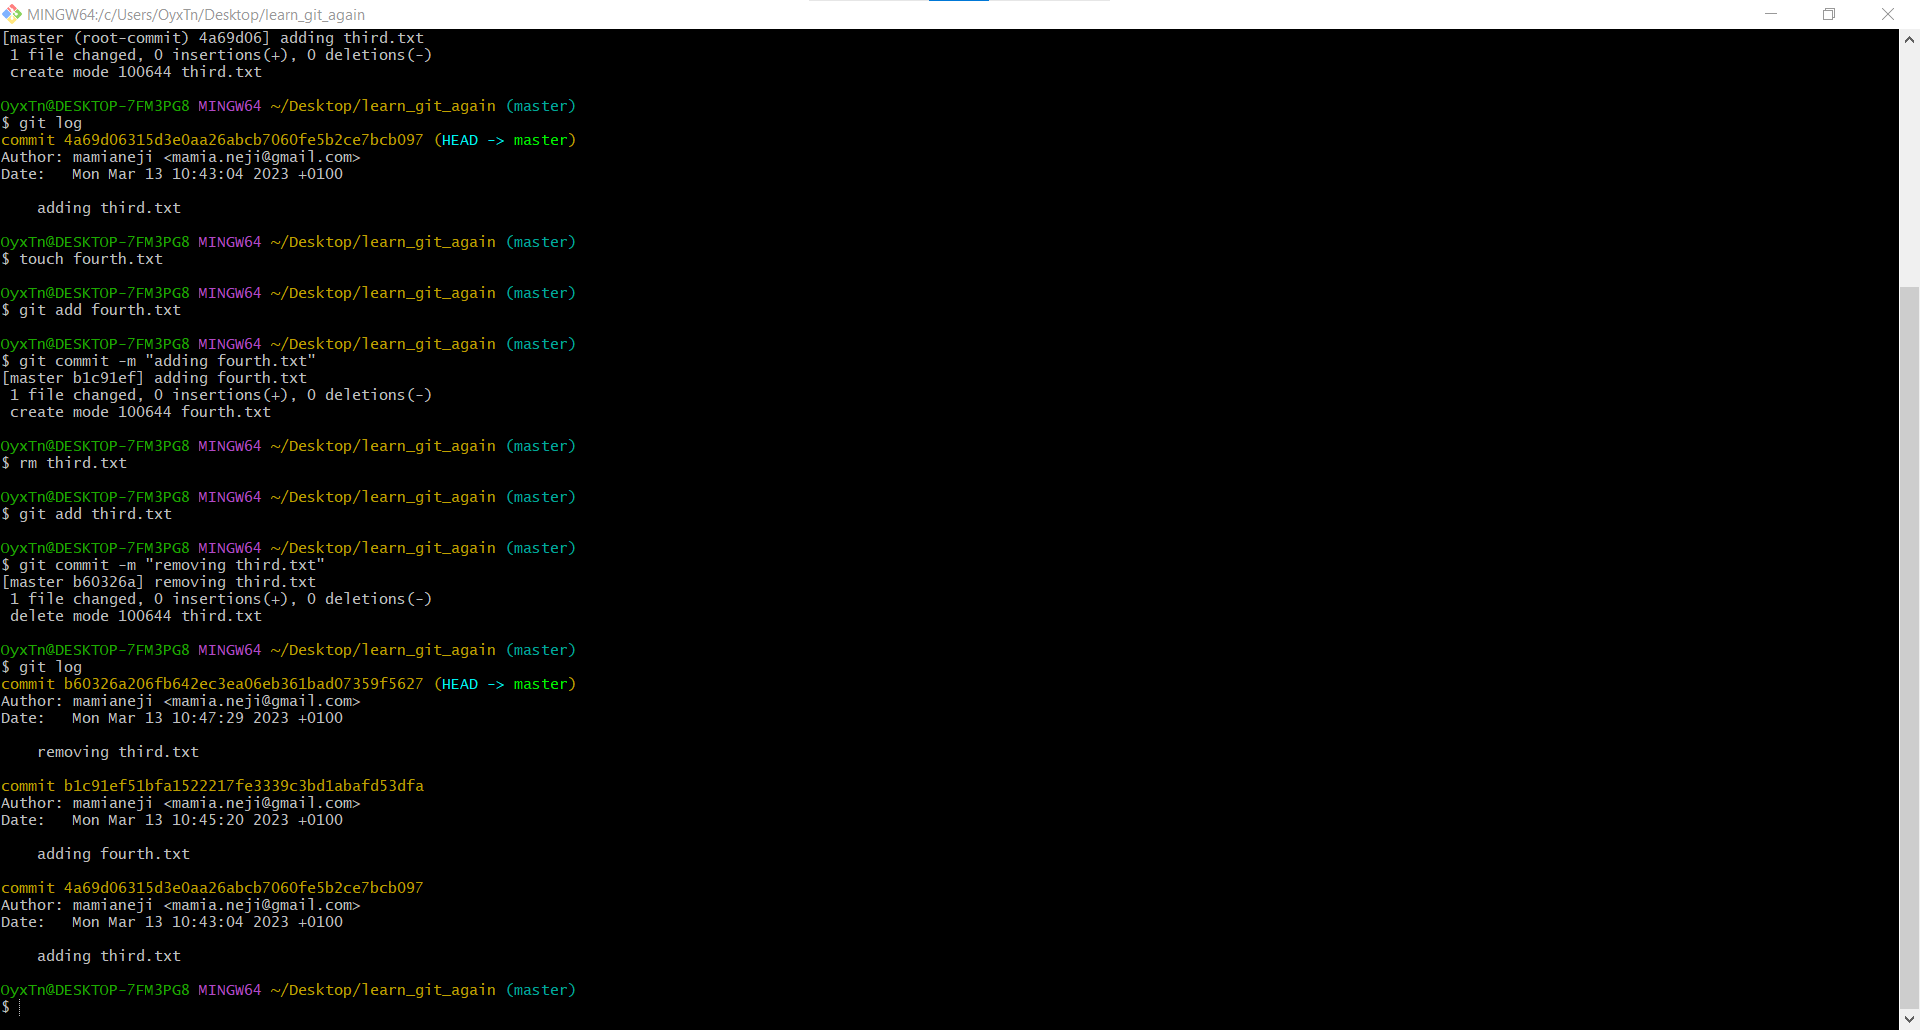 MINGW64:/c/Users/OyxTn/Desktop/learn_git_again
[master (root-commit) 4a69d06] adding third.txt
 1 file changed, 0 insertions(+), 0 deletions(-)
 create mode 100644 third.txt

OyxTn@DESKTOP-7FM3PG8 MINGW64 ~/Desktop/learn_git_again (master)
$ git log
commit 4a69d06315d3e0aa26abcb7060fe5b2ce7bcb097 (HEAD -> master)
Author: mamianeji <mamia.neji@gmail.com>
Date:   Mon Mar 13 10:43:04 2023 +0100

    adding third.txt

OyxTn@DESKTOP-7FM3PG8 MINGW64 ~/Desktop/learn_git_again (master)
$ touch fourth.txt

OyxTn@DESKTOP-7FM3PG8 MINGW64 ~/Desktop/learn_git_again (master)
$ git add fourth.txt

OyxTn@DESKTOP-7FM3PG8 MINGW64 ~/Desktop/learn_git_again (master)
$ git commit -m "adding fourth.txt"
[master b1c91ef] adding fourth.txt
 1 file changed, 0 insertions(+), 0 deletions(-)
 create mode 100644 fourth.txt

OyxTn@DESKTOP-7FM3PG8 MINGW64 ~/Desktop/learn_git_again (master)
$ rm third.txt

OyxTn@DESKTOP-7FM3PG8 MINGW64 ~/Desktop/learn_git_again (master)
$ git add third.txt

OyxTn@DESKTOP-7FM3PG8 MINGW64 ~/Desktop/learn_git_again (master)
$ git commit -m "removing third.txt"
[master b60326a] removing third.txt
 1 file changed, 0 insertions(+), 0 deletions(-)
 delete mode 100644 third.txt

OyxTn@DESKTOP-7FM3PG8 MINGW64 ~/Desktop/learn_git_again (master)
$ git log
commit b60326a206fb642ec3ea06eb361bad07359f5627 (HEAD -> master)
Author: mamianeji <mamia.neji@gmail.com>
Date:   Mon Mar 13 10:47:29 2023 +0100

    removing third.txt

commit b1c91ef51bfa1522217fe3339c3bd1abafd53dfa
Author: mamianeji <mamia.neji@gmail.com>
Date:   Mon Mar 13 10:45:20 2023 +0100

    adding fourth.txt

commit 4a69d06315d3e0aa26abcb7060fe5b2ce7bcb097
Author: mamianeji <mamia.neji@gmail.com>
Date:   Mon Mar 13 10:43:04 2023 +0100

    adding third.txt

OyxTn@DESKTOP-7FM3PG8 MINGW64 ~/Desktop/learn_git_again (master)
$